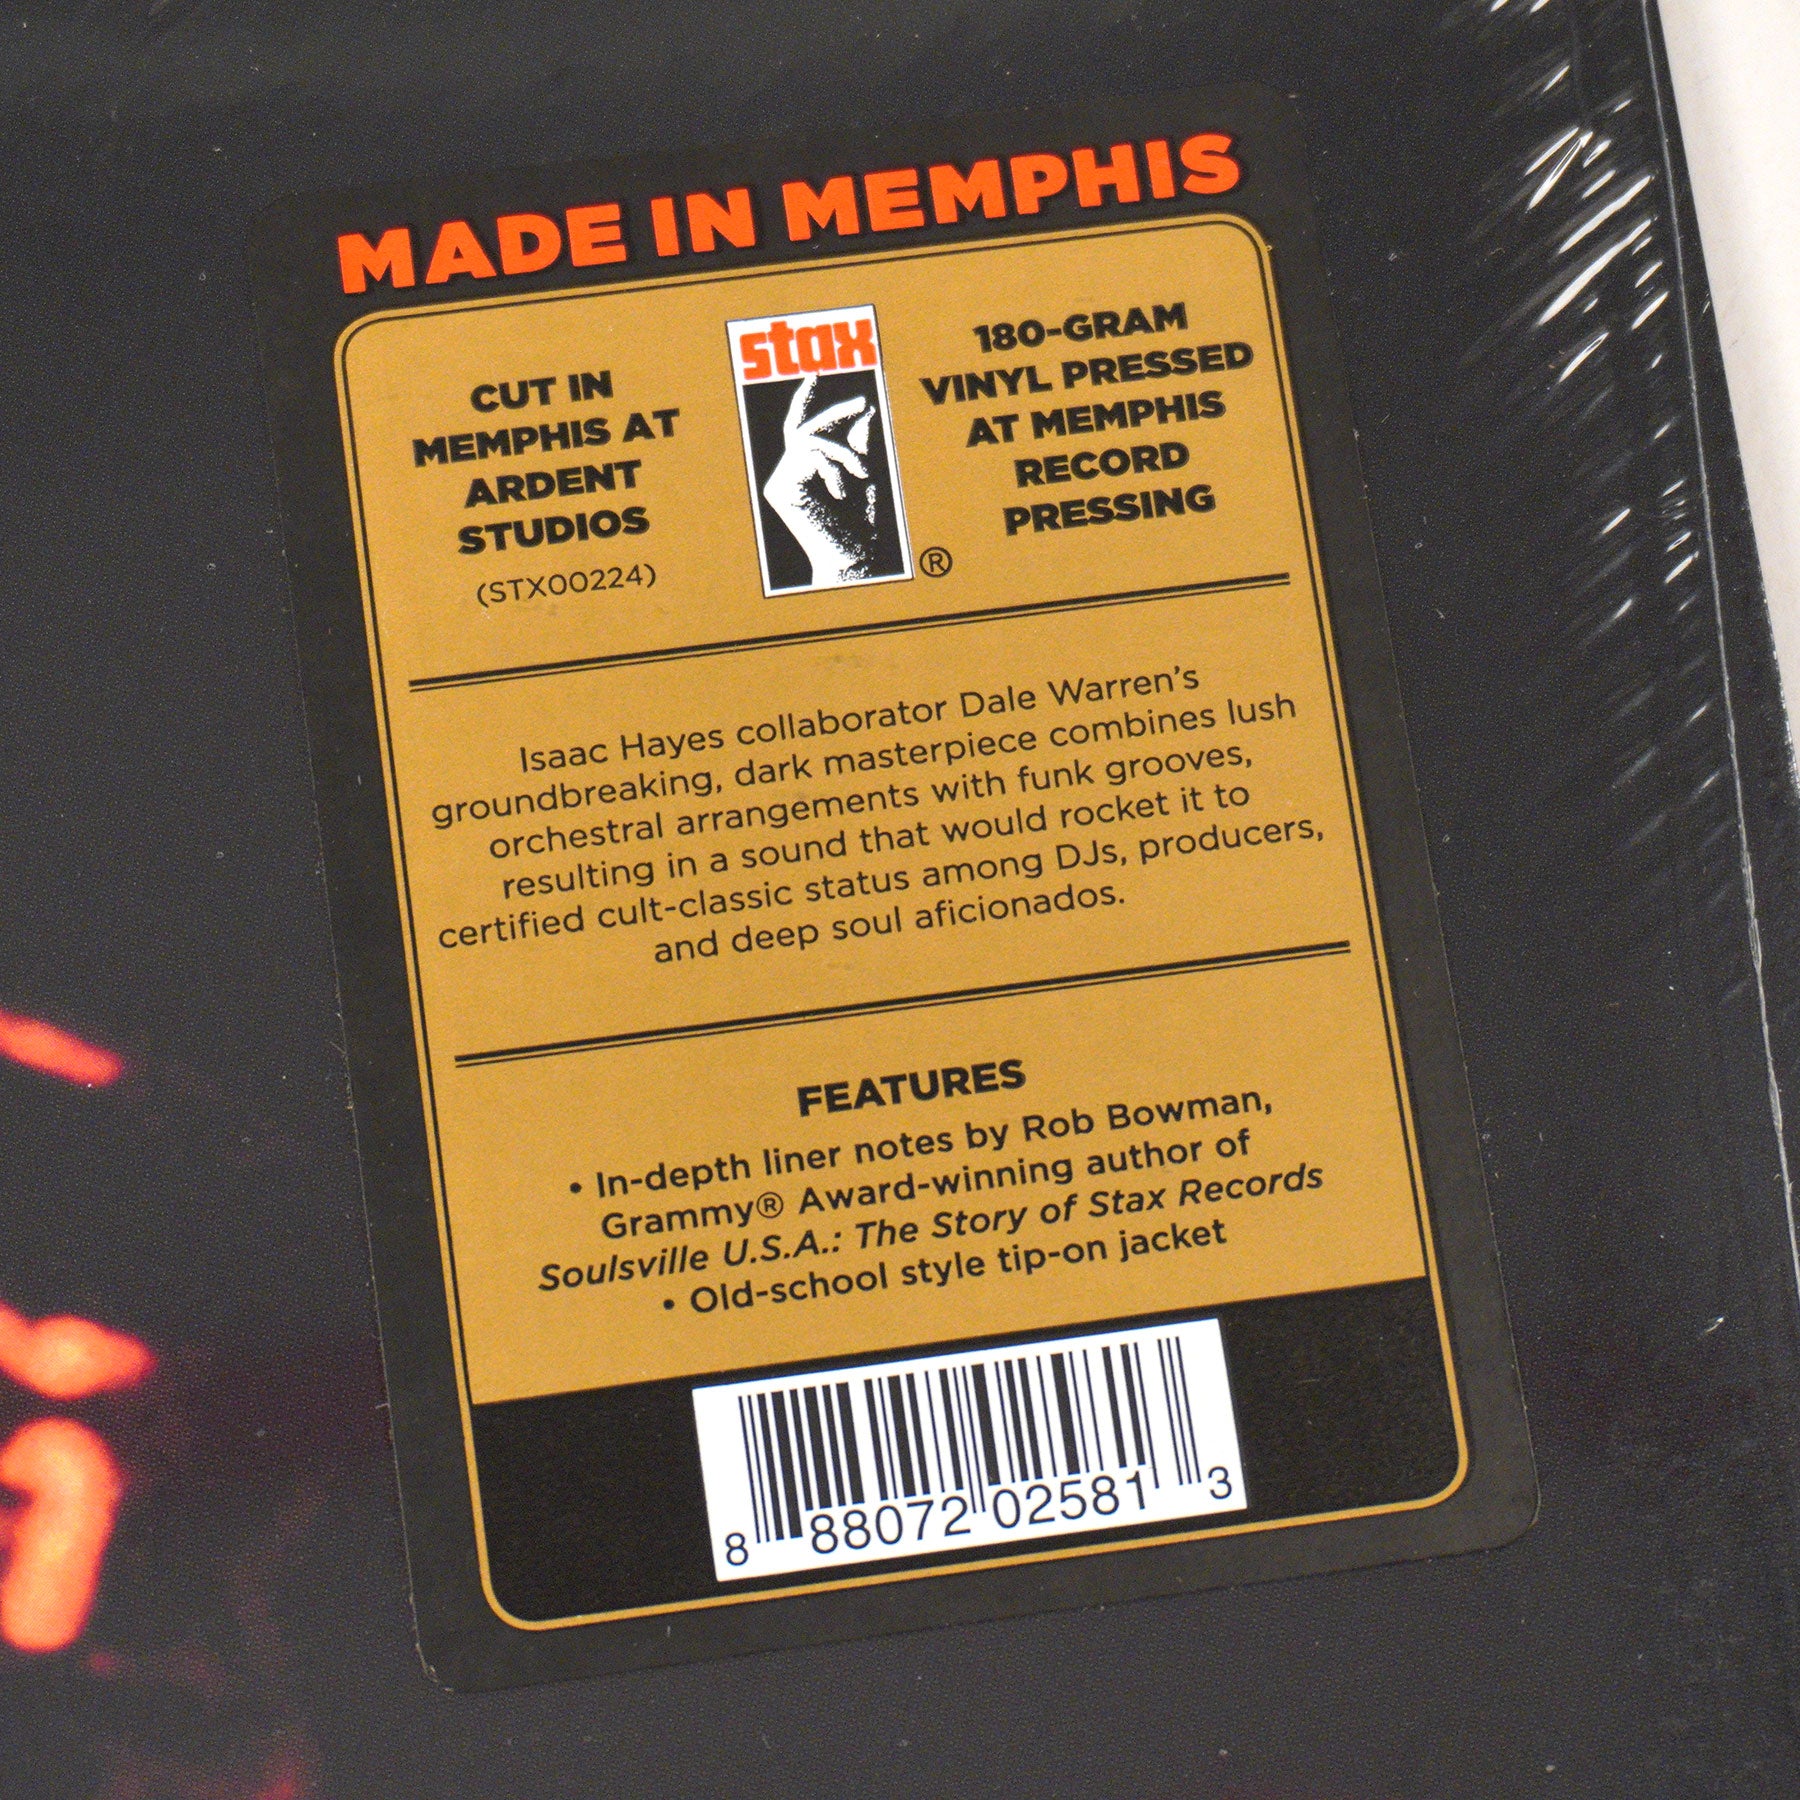 MADE IN MEMPHIS
CUT IN
MEMPHIS AT
ARDENT
STUDIOS
(STX00224)
stax
®
180-GRAM
VINYL PRESSED
AT MEMPHIS
RECORD
PRESSING
Isaac Hayes collaborator Dale Warren’s
groundbreaking, dark masterpiece combines lush
orchestral arrangements with funk grooves,
resulting in a sound that would rocket it to
certified cult-classic status among DJs, producers,
and deep soul aficionados.
FEATURES
• In-depth liner notes by Rob Bowman,
Grammy® Award-winning author of
Soulsville U.S.A.: The Story of Stax Records
• Old-school style tip-on jacket
8 88072 02581 3